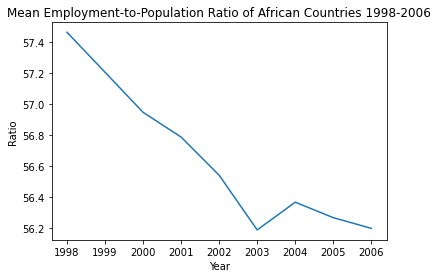 Mean Employment-to-Population Ratio of African Countries 1998-2006
57.4
57.2
57.0
56.8
56.6
56.4
56.2
Ratio
1998 1999 2000 2001 2002 2003 2004 2005 2006
Year